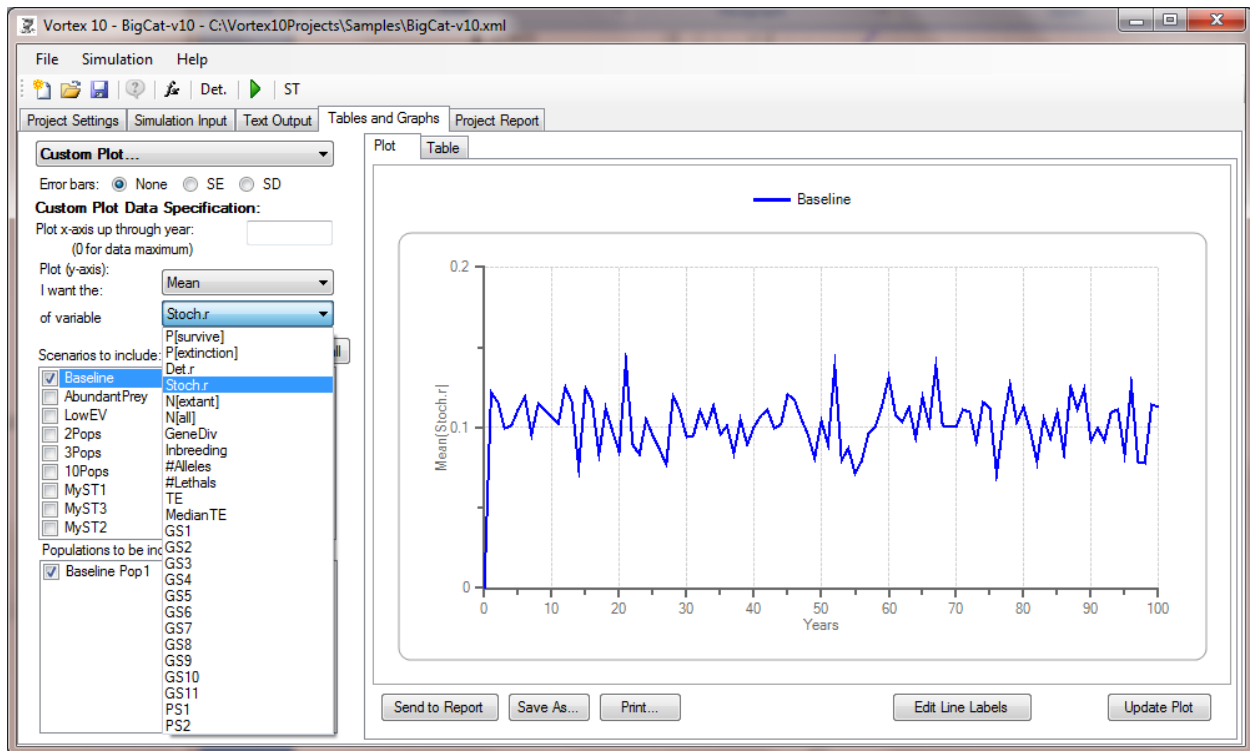 Vortex 10 - BigCat-v10 - C:\Vortex10Projects\Samples\BigCat-v10.xml
File Simulation Help
fx Det. ST
Project Settings Simulation Input Text Output Tables and Graphs Project Report
Custom Plot...
Error bars: None SE SD
Custom Plot Data Specification:
Plot x-axis up through year:
(0 for data maximum)
Plot (y-axis):
I want the: Mean
of variable Stoch.r
Scenarios to include:
Baseline
AbundantPrey
LowEV
2Pops
3Pops
10Pops
MyST1
MyST3
MyST2
Populations to be inc
Baseline Pop1
P[survive]
P[extinction]
Det.r
Stoch.r
N[extant]
N[all]
GeneDiv
Inbreeding
#Alleles
#Lethals
TE
MedianTE
GS1
GS2
GS3
GS4
GS5
GS6
GS7
GS8
GS9
GS10
GS11
PS1
PS2
Plot Table
Baseline
0.2
0.1
0
Mean[Stoch.r]
0 10 20 30 40 50 60 70 80 90 100
Years
Send to Report Save As... Print... Edit Line Labels Update Plot